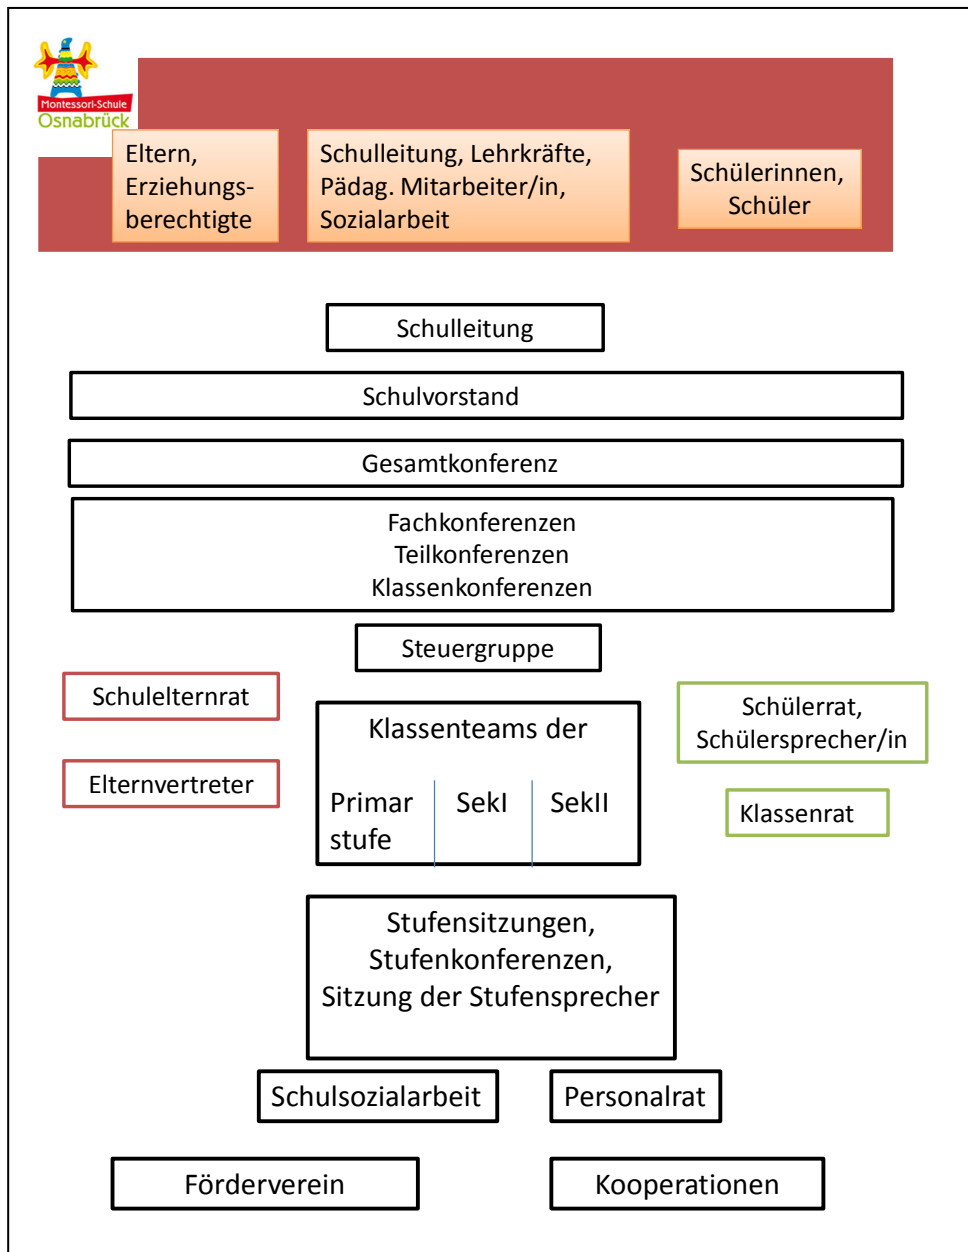 Montessori-Schule
Osnabrück
Eltern,
Erziehungs-
berechtigte
Schulleitung, Lehrkräfte,
Pädag. Mitarbeiter/in,
Sozialarbeit
Schülerinnen,
Schüler
Schulleitung
Schulvorstand
Gesamtkonferenz
Fachkonferenzen
Teilkonferenzen
Klassenkonferenzen
Steuergruppe
Schulelternrat
Elternvertreter
Klassenteams der
Primar
stufe
SekI
SekII
Schülerrat,
Schülersprecher/in
Klassenrat
Stufensitzungen,
Stufenkonferenzen,
Sitzung der Stufensprecher
Schulsozialarbeit
Personalrat
Förderverein
Kooperationen